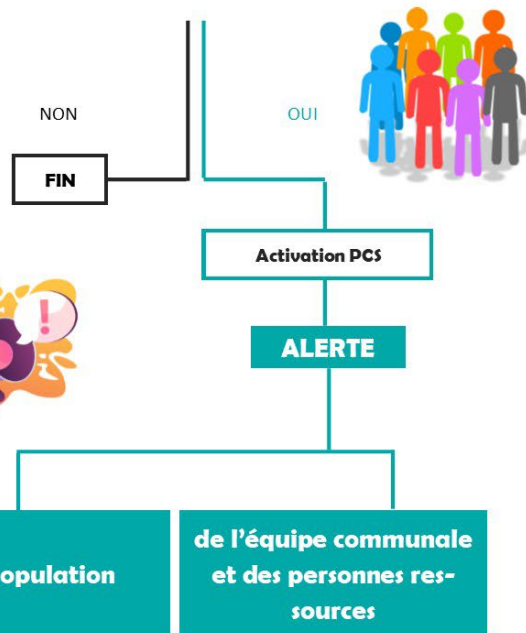 NON
OUI
FIN
Activation PCS
ALERTE
opulation
de l'équipe communale
et des personnes res-
sources